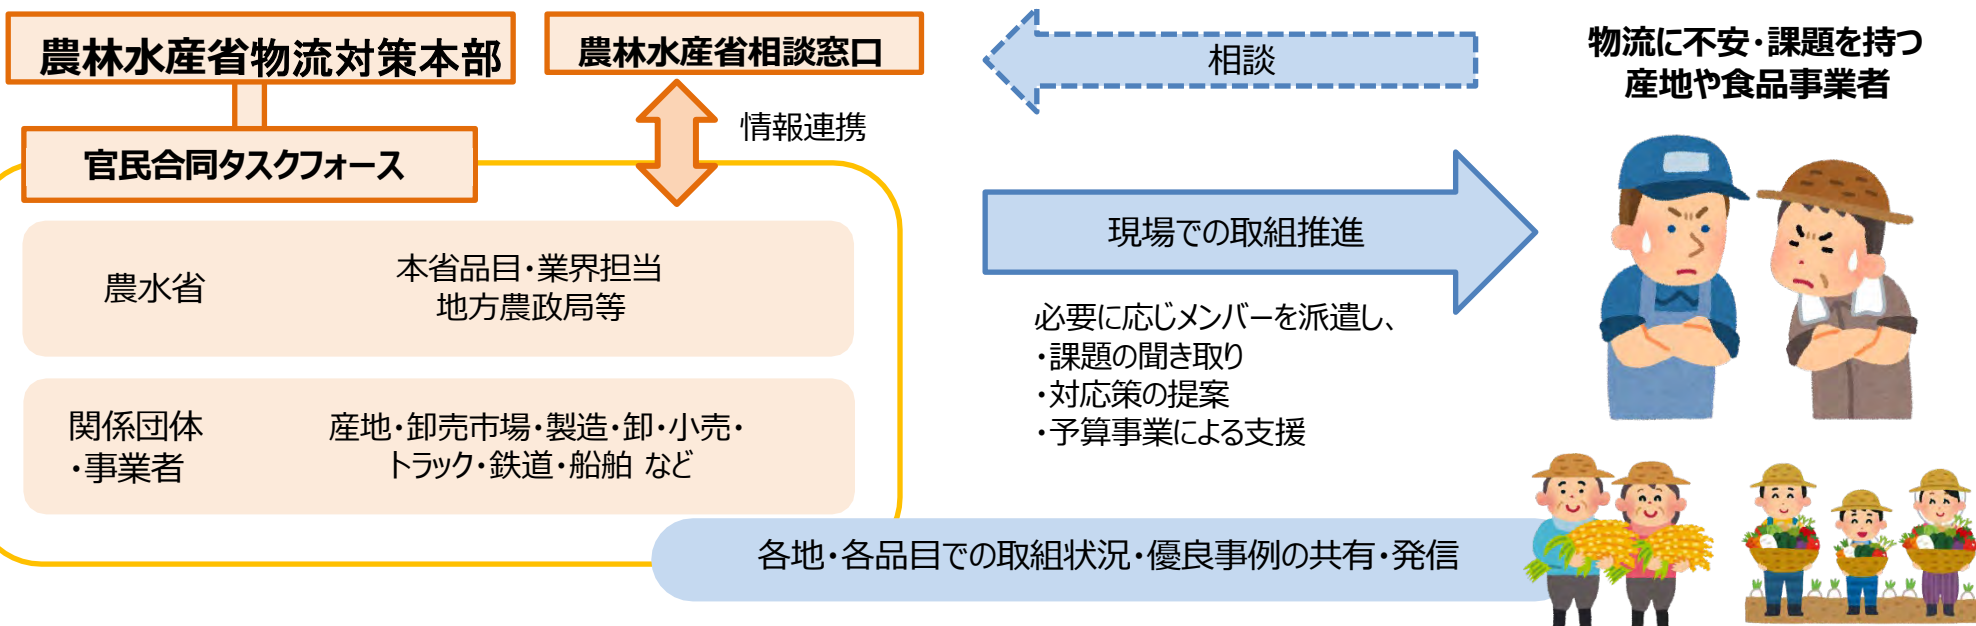 農林水産省物流対策本部
農林水産省相談窓口
情報連携
官民合同タスクフォース
農水省
本省品目・業界担当
地方農政局等
関係団体
・事業者
産地・卸売市場・製造・卸・小売・
トラック・鉄道・船舶 など
相談
物流に不安・課題を持つ
産地や食品事業者
現場での取組推進
必要に応じメンバーを派遣し、
・課題の聞き取り
・対応策の提案
・予算事業による支援
各地・各品目での取組状況・優良事例の共有・発信